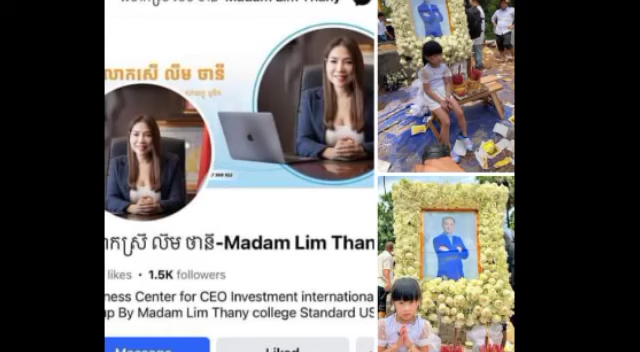 -Madam Lim Thany
លោកស្រី លឹម ថានី
លោកស្រី លឹម ថានី-Madam Lim Thany
likes • 1.5K followers
ness Center for CEO Investment internationa
p By Madam Lim Thany college Standard US
Message
Liked